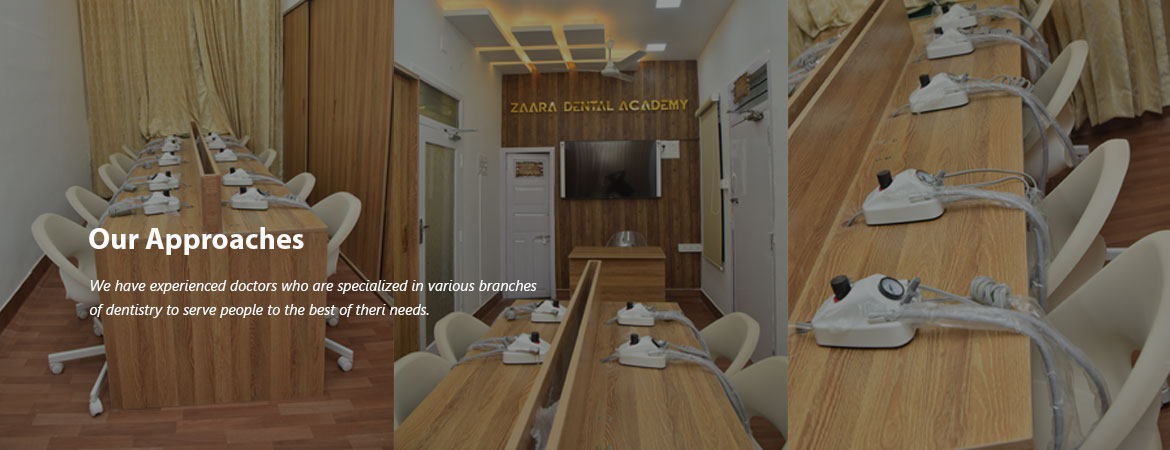 ZAARA DENTAL ACADEMY
Our Approaches
We have experienced doctors who are specialized in various branches
of dentistry to serve people to the best of theri needs.